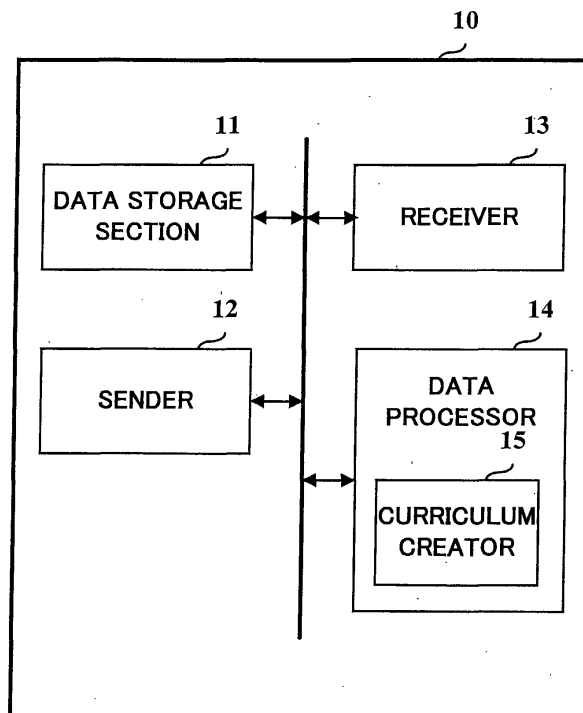 10
11
DATA STORAGE
SECTION
13
RECEIVER
12
SENDER
14
DATA
PROCESSOR
15
CURRICULUM
CREATOR